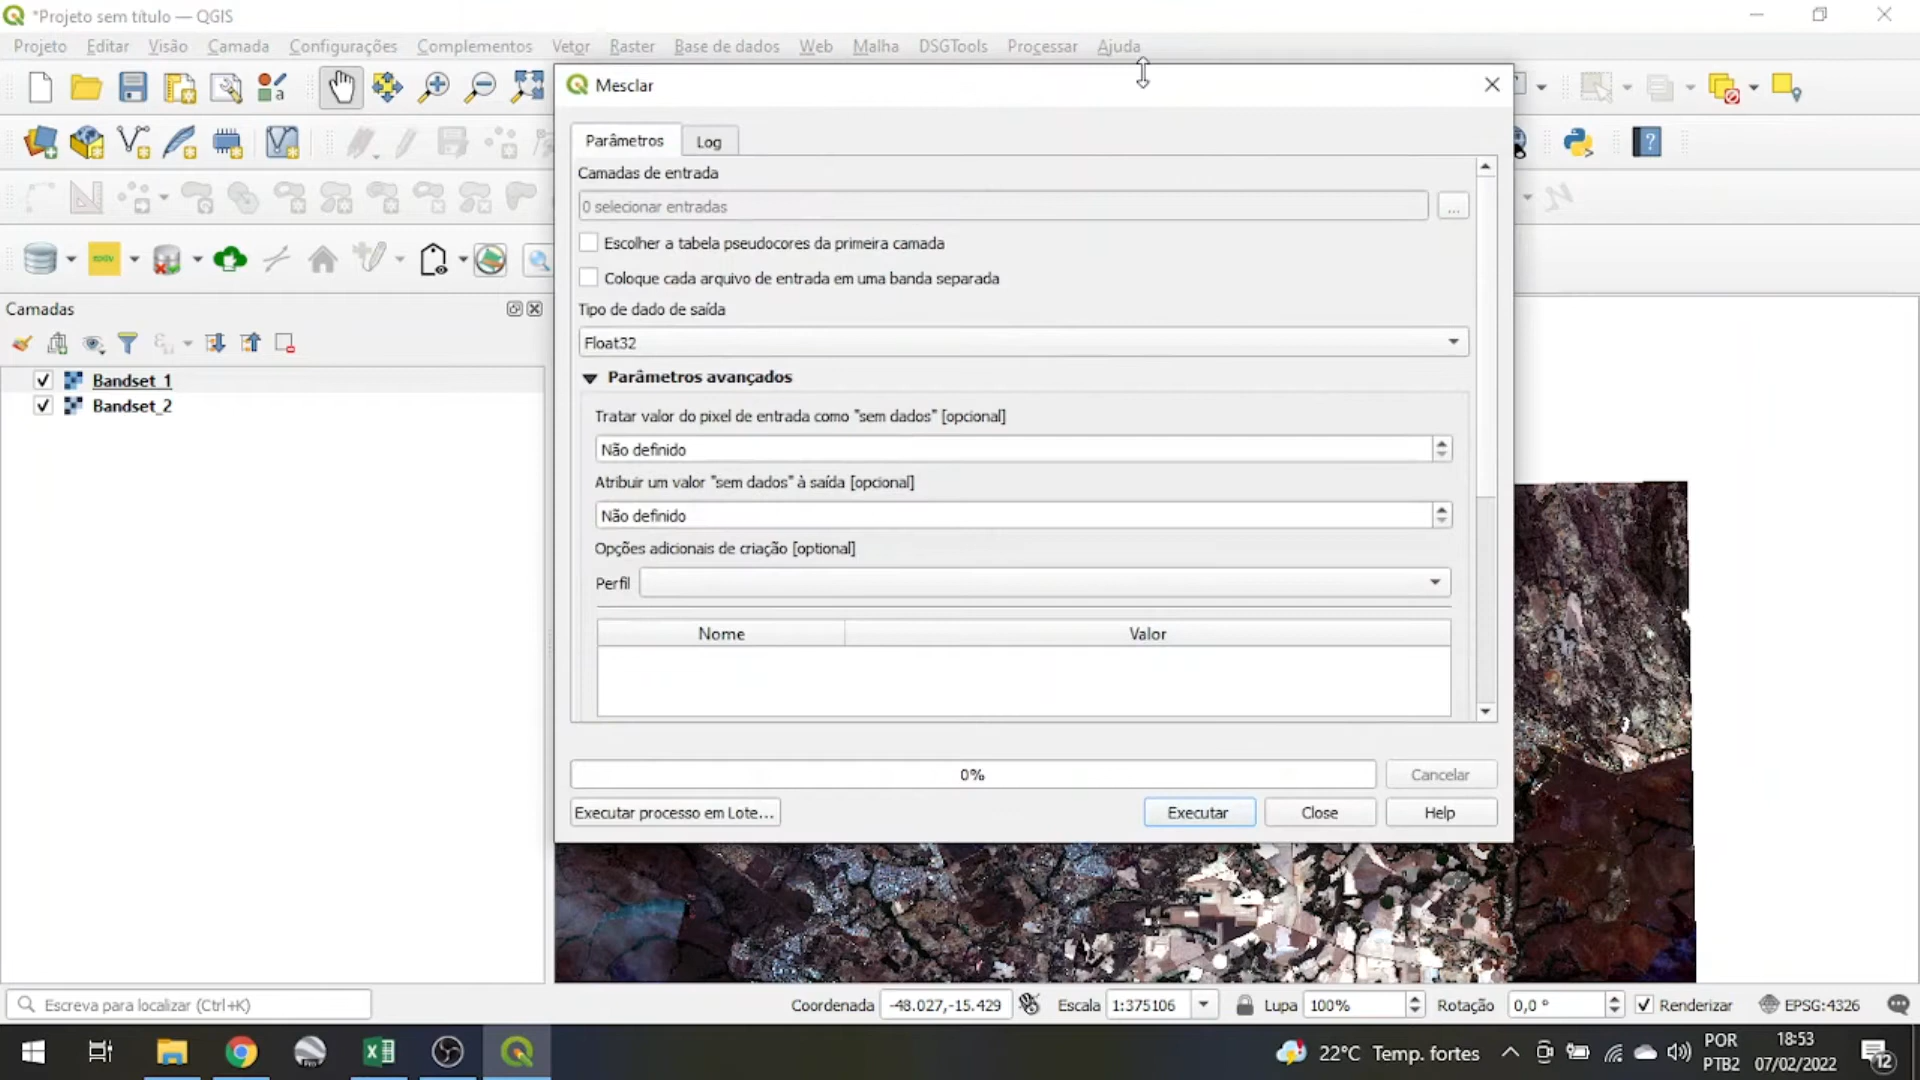 *Projeto sem título — QGIS
Projeto Editar Visão Camada Configurações Complementos Vetor Raster Base de dados Web Malha DSGTools Processar Ajuda
Mesclar
Parâmetros Log
Camadas de entrada
0 selecionar entradas
...
Escolher a tabela pseudocores da primeira camada
Coloque cada arquivo de entrada em uma banda separada
Camadas
Tipo de dado de saída
Float32
Parâmetros avançados
Bandset_1
Bandset_2
Tratar valor do pixel de entrada como "sem dados" [opcional]
Não definido
Atribuir um valor "sem dados" à saída [opcional]
Não definido
Opções adicionais de criação [optional]
Perfil
Nome Valor
0% Cancelar
Executar processo em Lote... Executar Close Help
Escreva para localizar (Ctrl+K) Coordenada -48.027,-15.429 Escala 1:375106 Lupa 100% Rotação 0,0 ° Renderizar EPSG:4326
22°C Temp. fortes POR 18:53
PTB2 07/02/2022 12